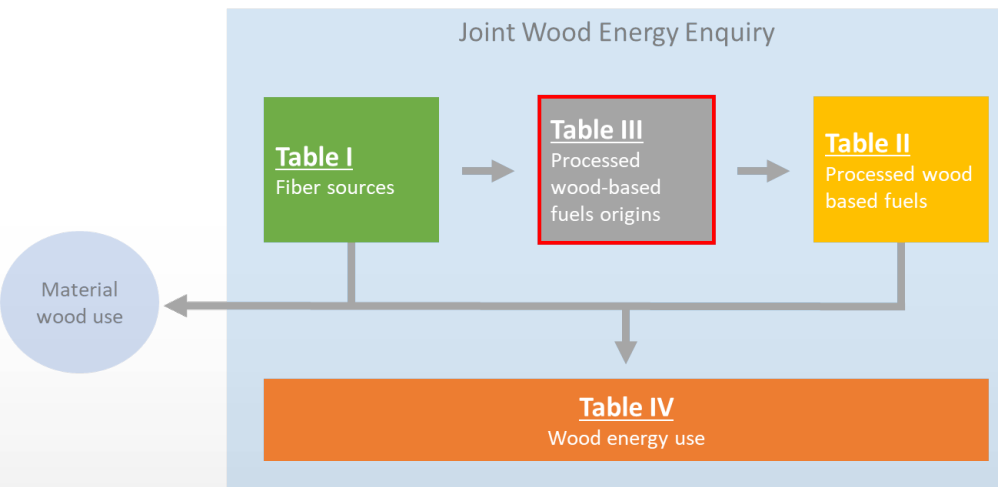 Joint Wood Energy Enquiry
Table I
Fiber sources
Table III
Processed
wood-based
fuels origins
Table II
Processed wood
based fuels
Material
wood use
Table IV
Wood energy use